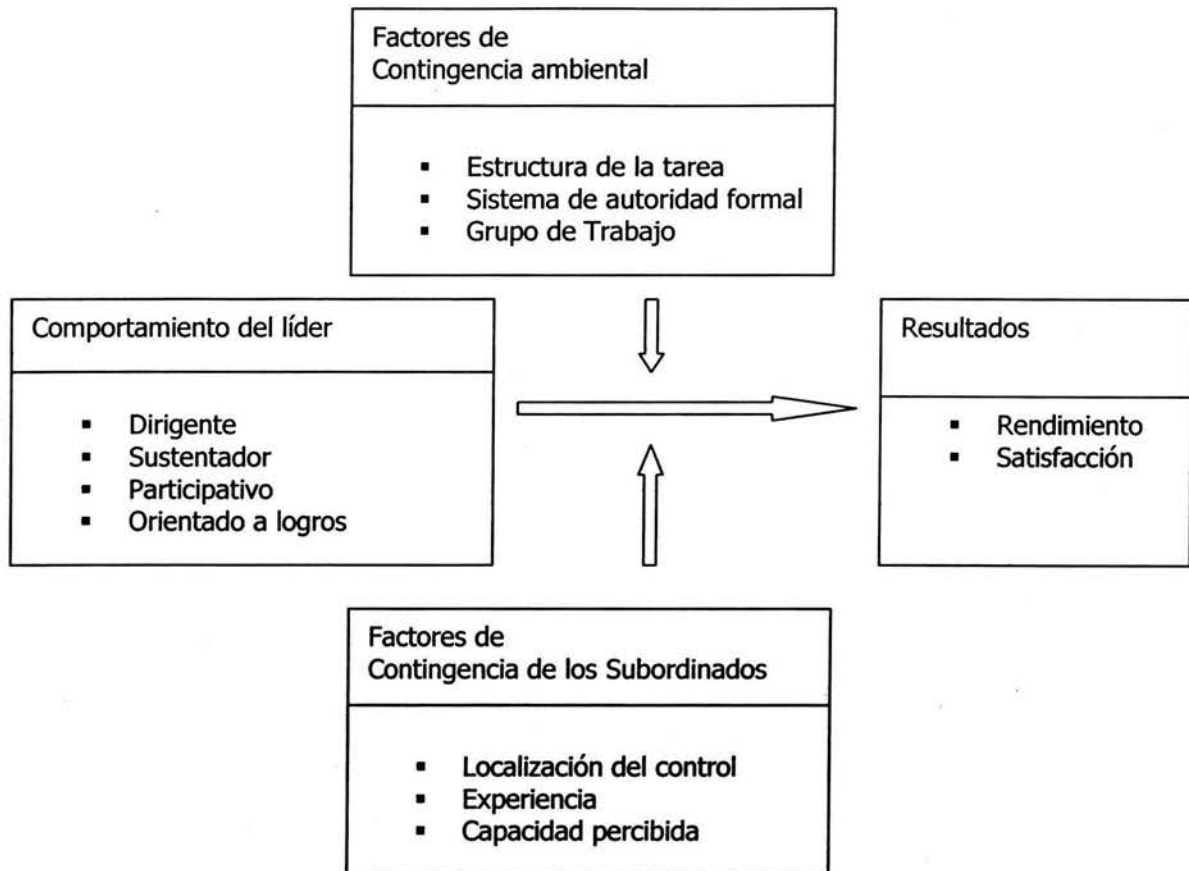 Factores de
Contingencia ambiental
▪ Estructura de la tarea
▪ Sistema de autoridad formal
▪ Grupo de Trabajo
Comportamiento del líder
▪ Dirigente
▪ Sustentador
▪ Participativo
▪ Orientado a logros
Resultados
▪ Rendimiento
▪ Satisfacción
Factores de
Contingencia de los Subordinados
▪ Localización del control
▪ Experiencia
▪ Capacidad percibida